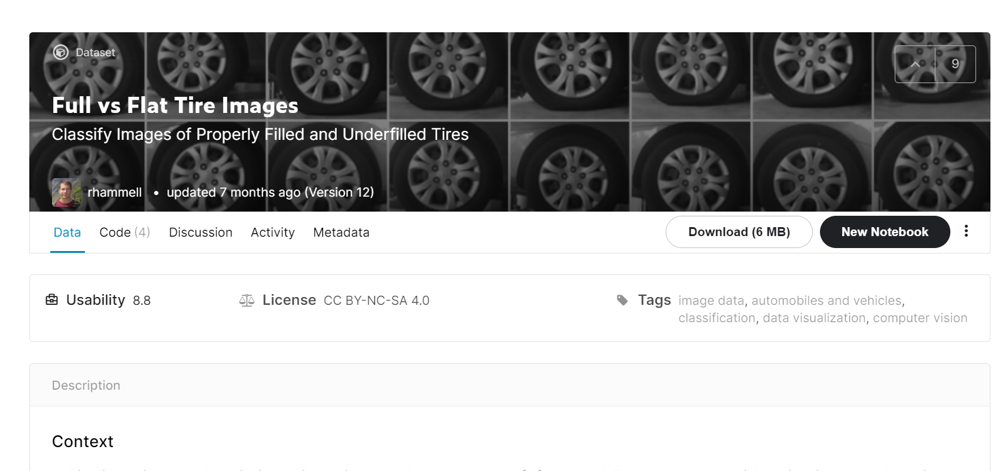 Dataset
9
Full vs Flat Tire Images
Classify Images of Properly Filled and Underfilled Tires
rhammell • updated 7 months ago (Version 12)
Data Code (4) Discussion Activity Metadata Download (6 MB) New Notebook
Usability 8.8 License CC BY-NC-SA 4.0 Tags image data, automobiles and vehicles,
classification, data visualization, computer vision
Description
Context